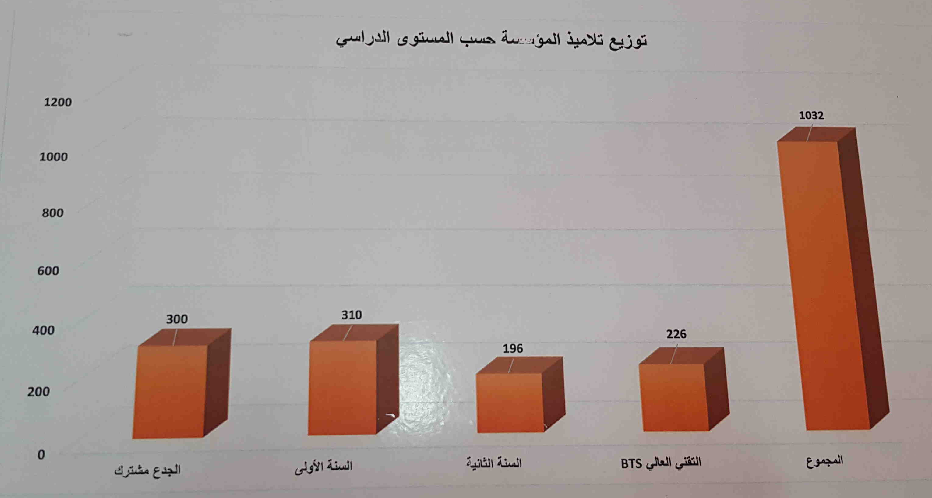 توزيع تلاميذ المؤسسة حسب المستوى الدراسي
1200
1000
800
600
400
200
0
300
310
196
226
1032
الجدع مشترك
السنة الأولى
السنة الثانية
التقني العالي BTS
المجموع